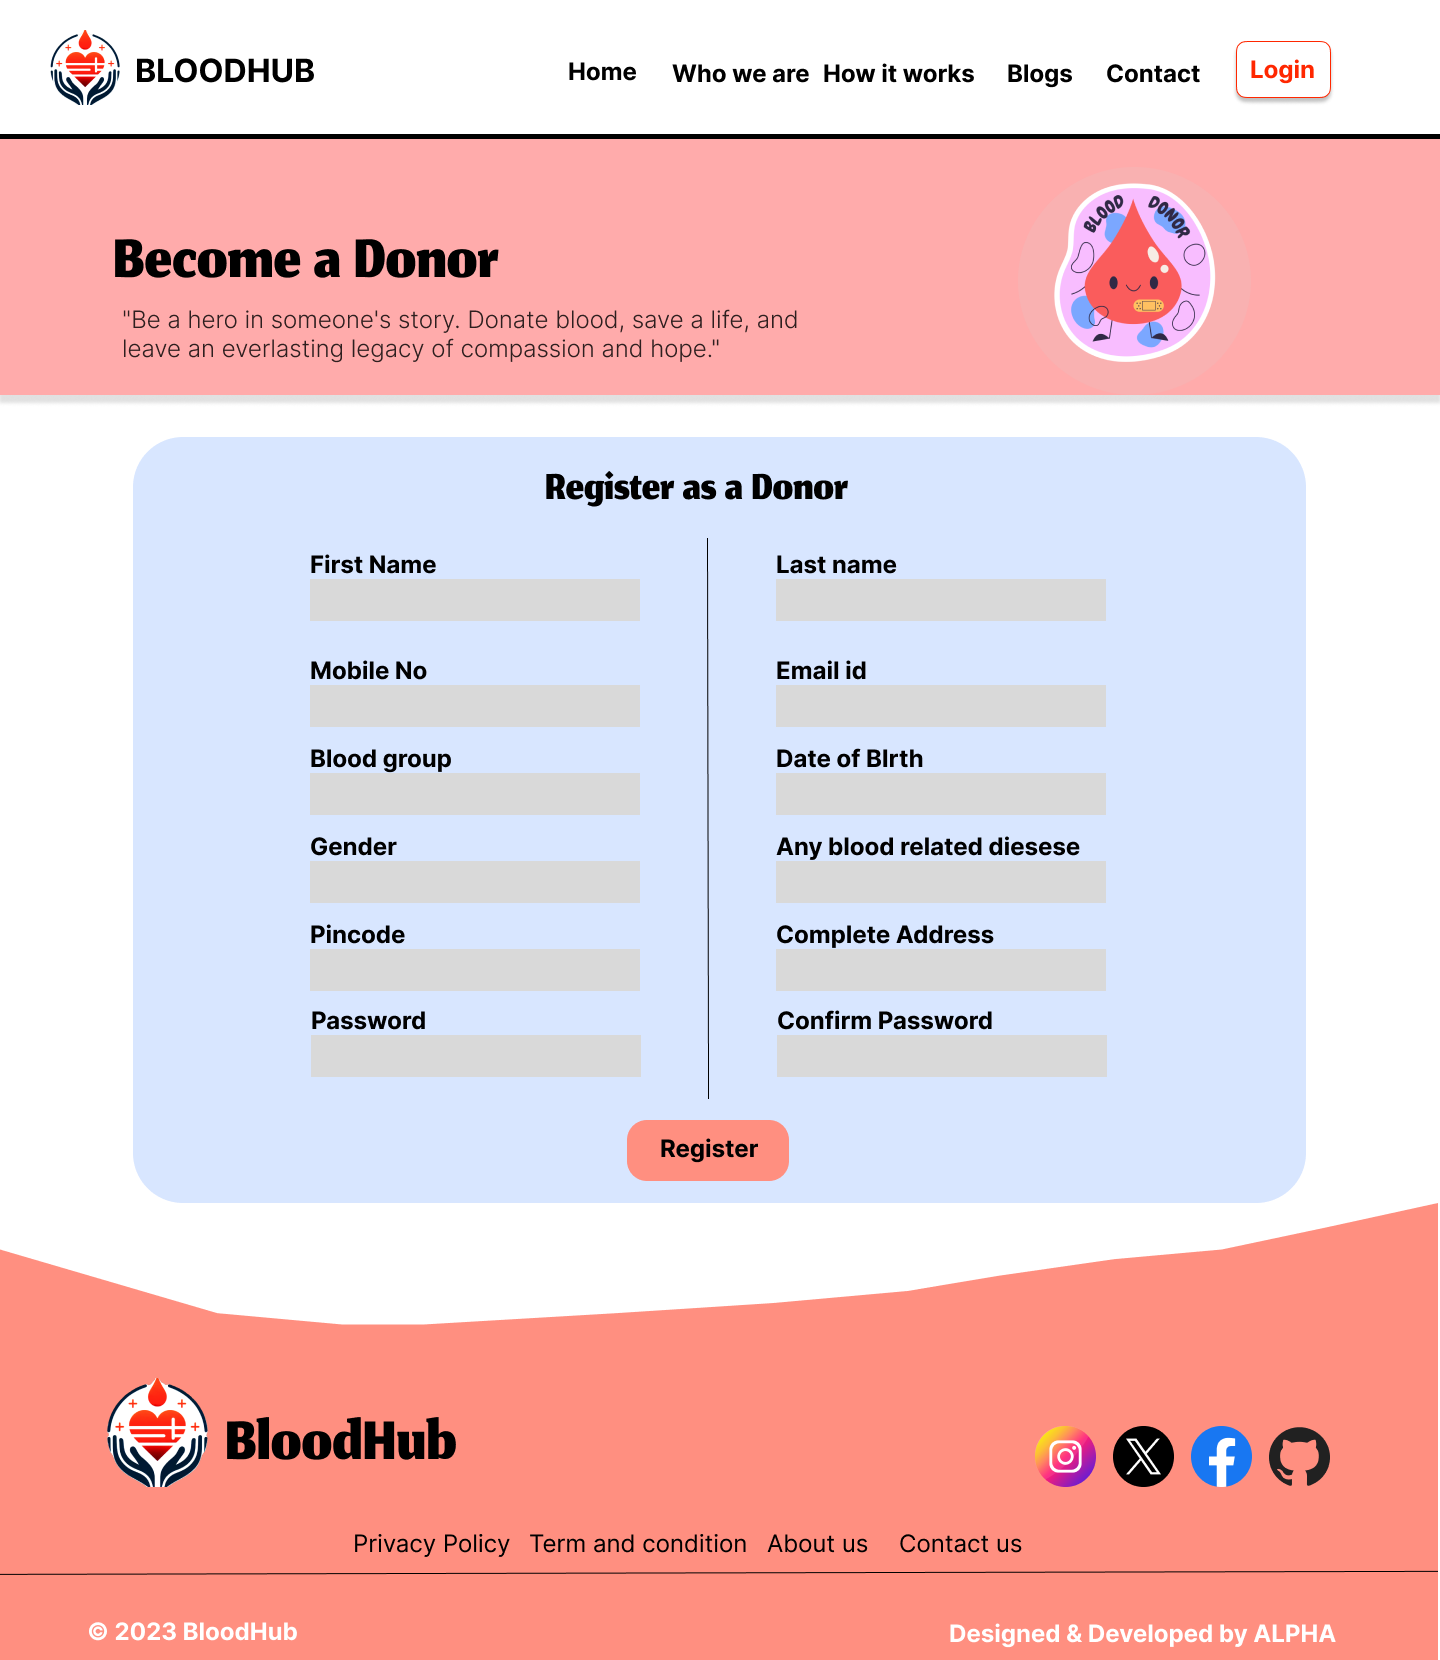 BLOODHUB
Home Who we are How it works Blogs Contact Login
BLOOD DONOR
Become a Donor
"Be a hero in someone's story. Donate blood, save a life, and
leave an everlasting legacy of compassion and hope."
Register as a Donor
First Name
Last name
Mobile No
Email id
Blood group
Date of BIrth
Gender
Any blood related diesese
Pincode
Complete Address
Password
Confirm Password
Register
BloodHub
Privacy Policy Term and condition About us Contact us
© 2023 BloodHub
Designed & Developed by ALPHA